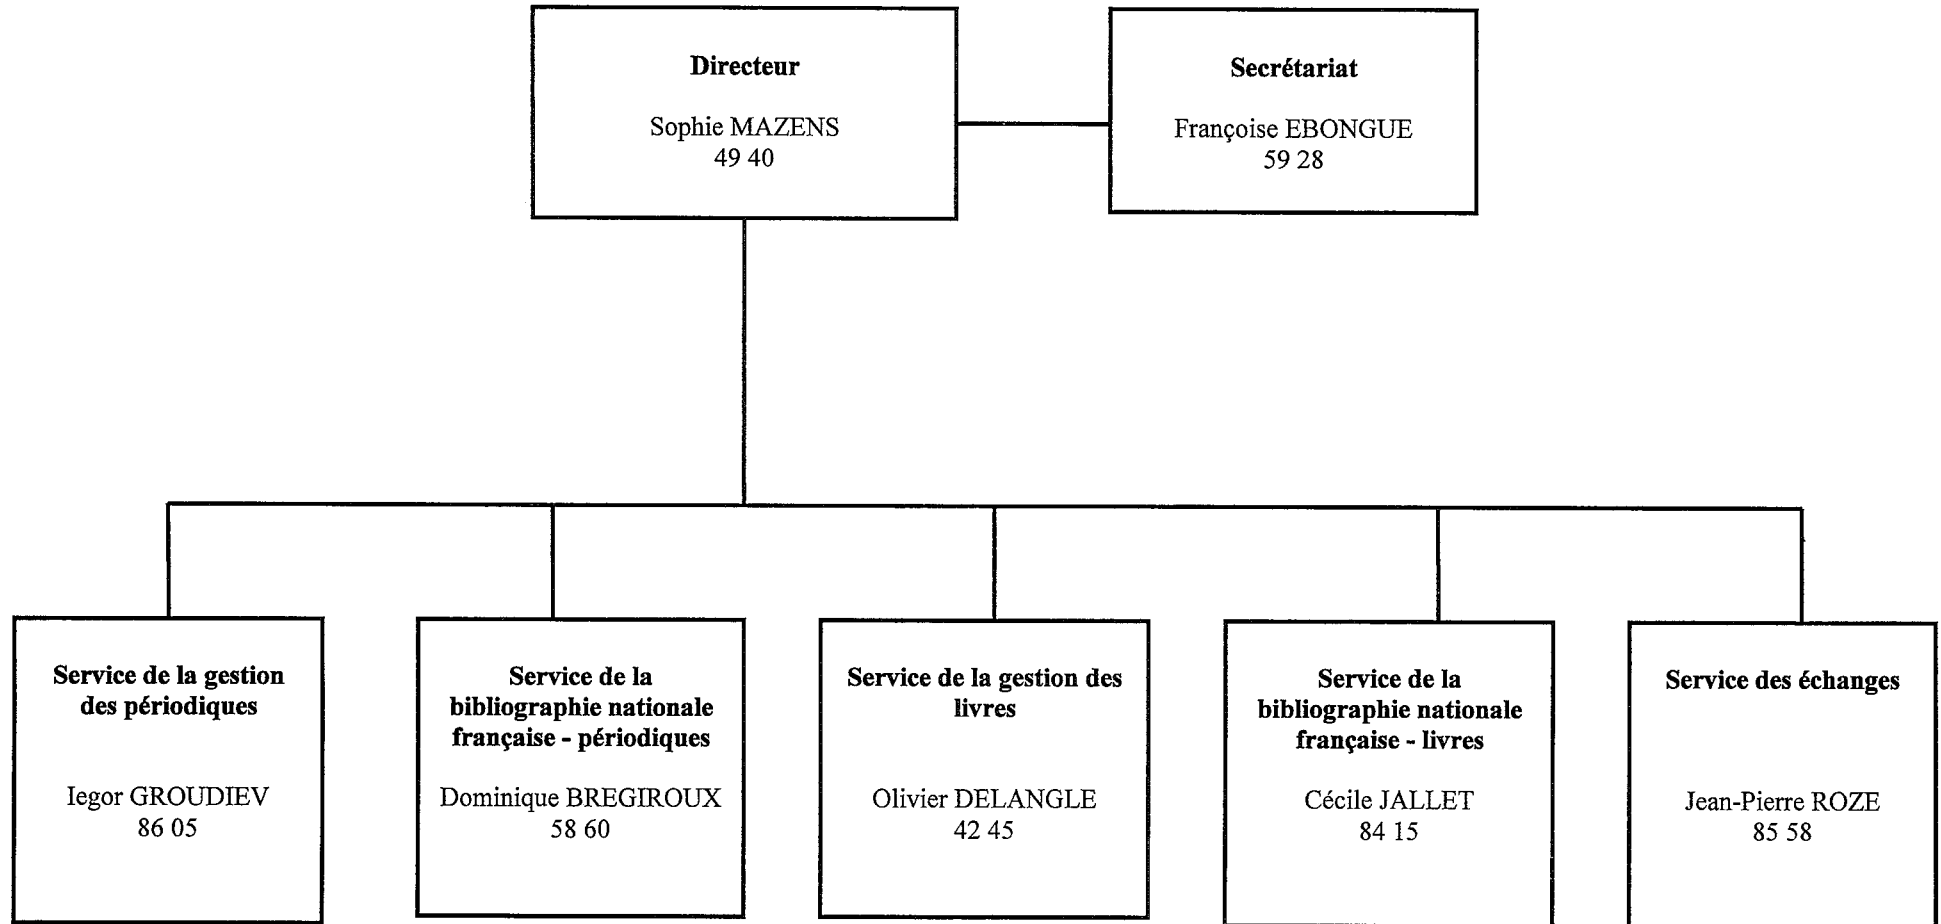 Directeur
Sophie MAZENS
49 40
Secrétariat
Françoise EBONGUE
59 28
Service de la gestion
des périodiques
Iegor GROUDIEV
86 05
Service de la
bibliographie nationale
française - périodiques
Dominique BREGIROUX
58 60
Service de la gestion des
livres
Olivier DELANGLE
42 45
Service de la
bibliographie nationale
française - livres
Cécile JALLET
84 15
Service des échanges
Jean-Pierre ROZE
85 58